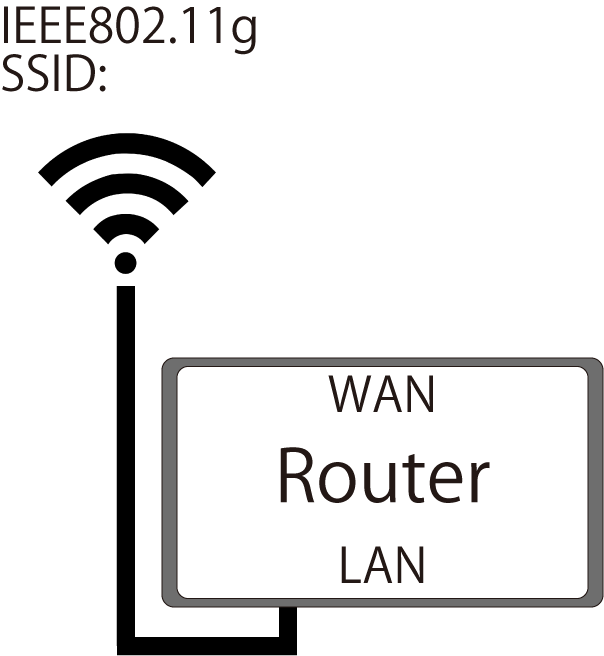 IEEE802.11g
SSID:
WAN
Router
LAN